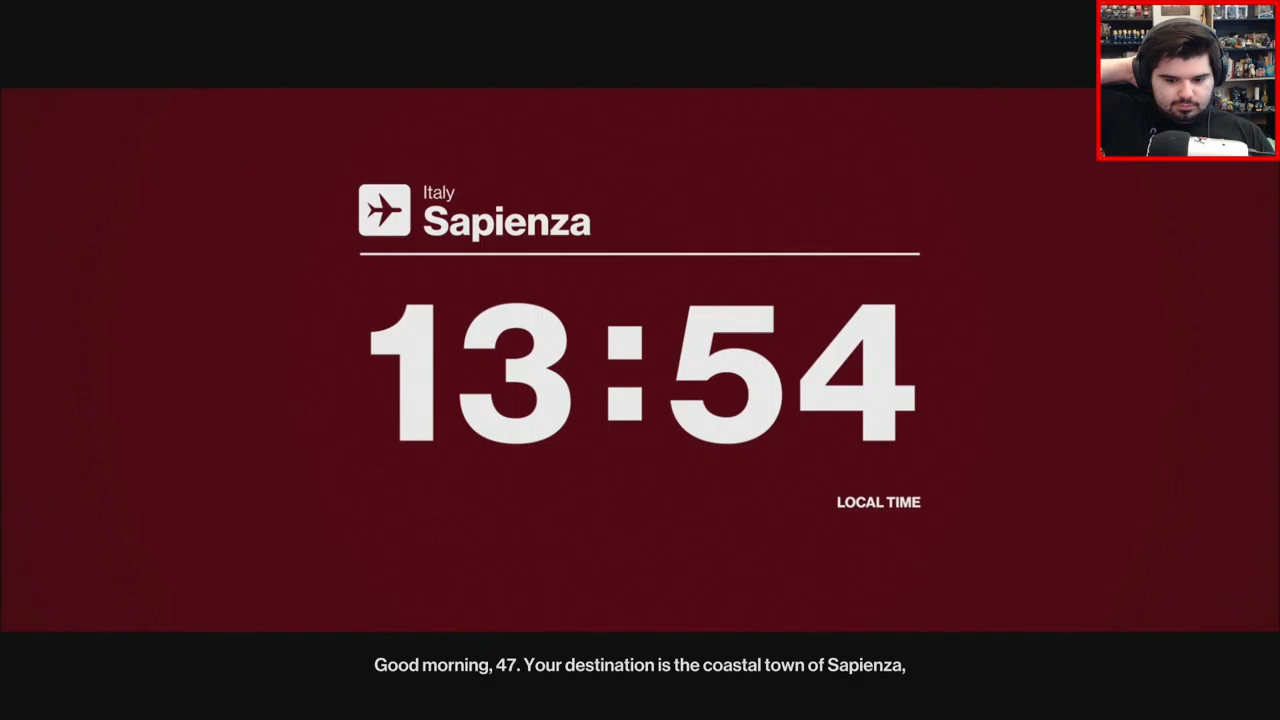 Italy
Sapienza
13:54
LOCAL TIME
Good morning, 47. Your destination is the coastal town of Sapienza,